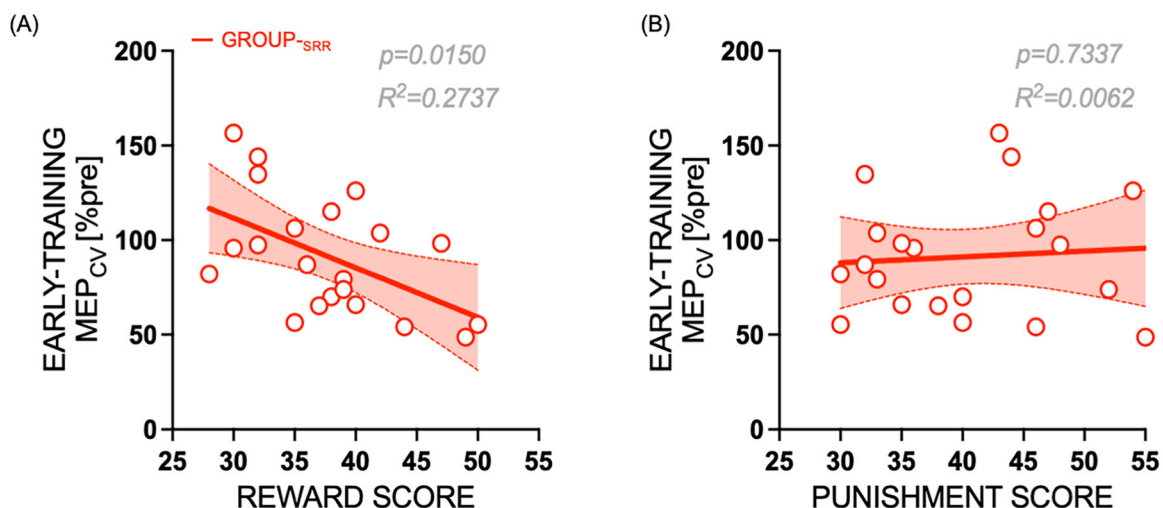 (A)
GROUP-SRR
p=0.0150
R2=0.2737
EARLY-TRAINING
MEPCV [%pre]
200
150
100
50
0
25 30 35 40 45 50 55
REWARD SCORE
(B)
p=0.7337
R2=0.0062
EARLY-TRAINING
MEPCV [%pre]
200
150
100
50
0
25 30 35 40 45 50 55
PUNISHMENT SCORE